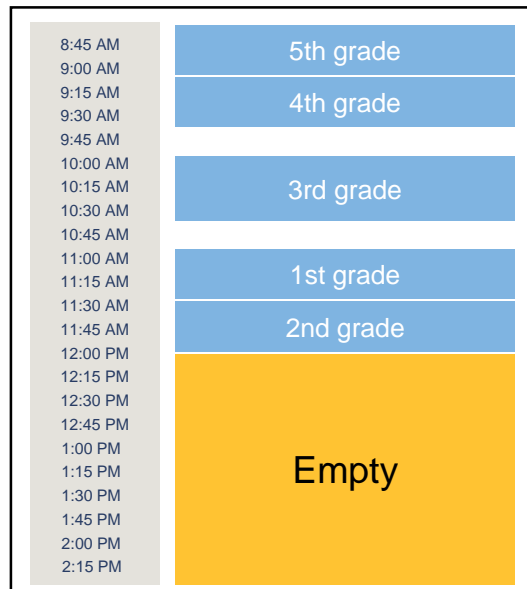 8:45 AM
5th grade
9:00 AM
9:15 AM
4th grade
9:30 AM
9:45 AM
10:00 AM
10:15 AM
3rd grade
10:30 AM
10:45 AM
11:00 AM
11:15 AM
1st grade
11:30 AM
11:45 AM
2nd grade
12:00 PM
12:15 PM
12:30 PM
12:45 PM
1:00 PM
1:15 PM
Empty
1:30 PM
1:45 PM
2:00 PM
2:15 PM